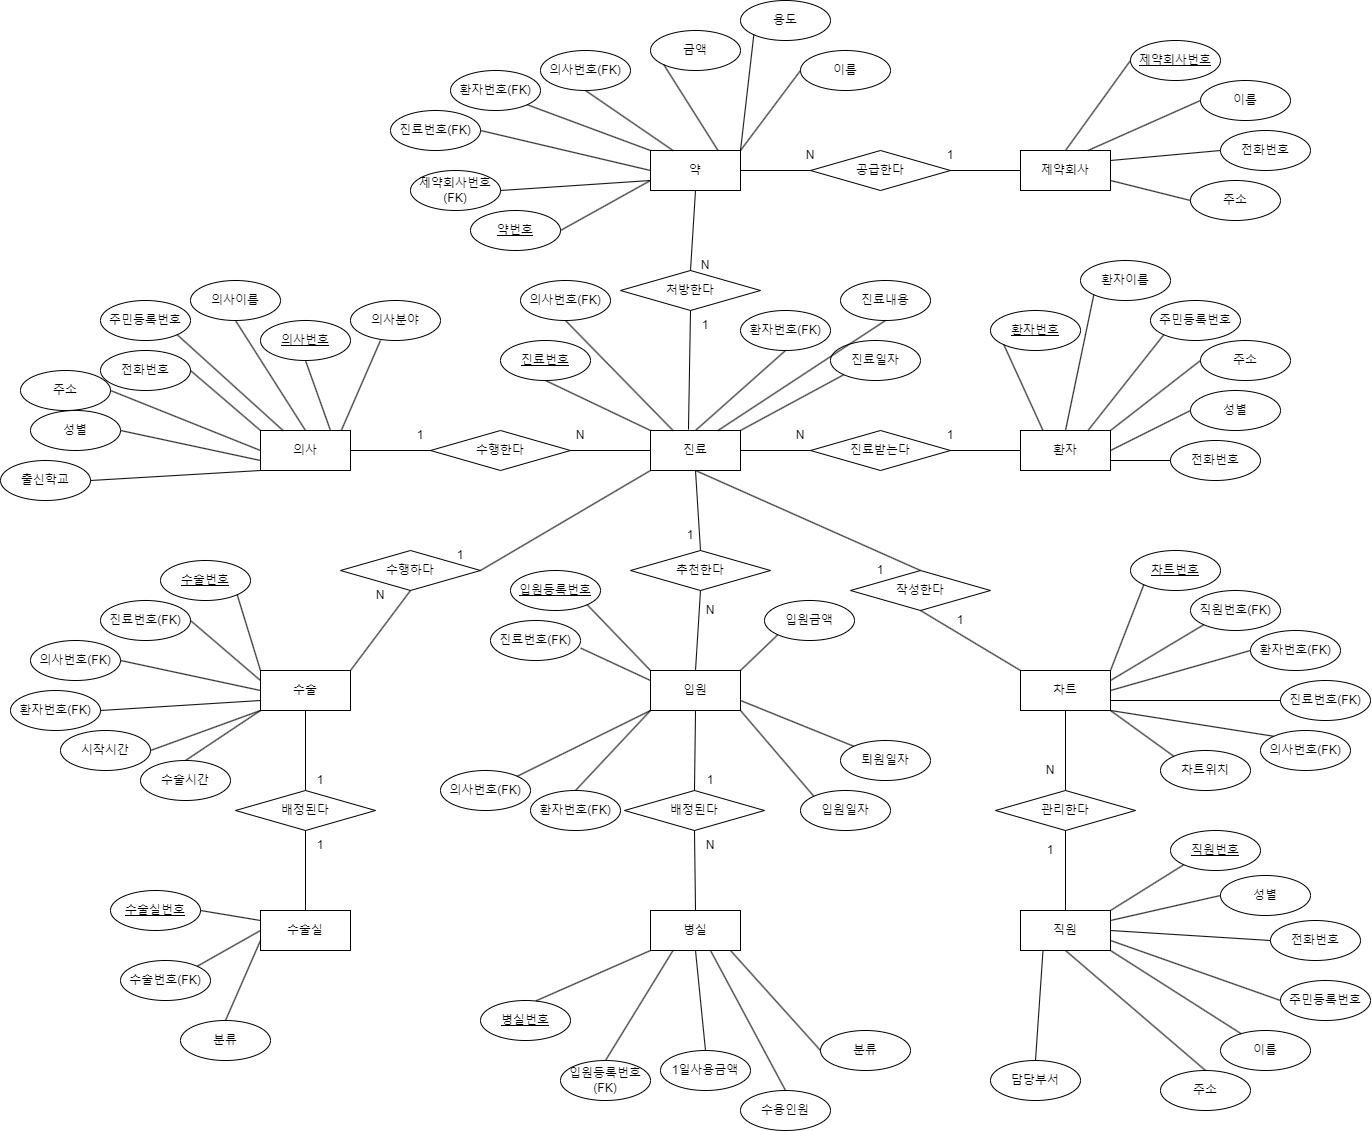 용도
금액
의사번호(FK)
이름
제약회사번호
환자번호(FK)
이름
진료번호(FK)
전화번호
N
1
약
공급한다
제약회사
제약회사번호
(FK)
주소
약번호
N
처방한다
1
의사이름
주민등록번호
의사번호
의사분야
전화번호
주소
성별
출신학교
의사
1
수행한다
N
의사번호(FK)
진료내용
환자번호(FK)
진료번호
진료일자
진료
N
진료받는다
1
환자이름
환자번호
주민등록번호
주소
성별
환자
전화번호
1
수행하다
N
1
추천한다
N
1
작성한다
1
수술번호
진료번호(FK)
의사번호(FK)
환자번호(FK)
시작시간
수술시간
수술
입원등록번호
입원금액
진료번호(FK)
입원
퇴원일자
의사번호(FK)
환자번호(FK)
입원일자
차트번호
직원번호(FK)
환자번호(FK)
차트
진료번호(FK)
의사번호(FK)
차트위치
1
배정된다
1
1
배정된다
N
N
관리한다
1
수술실번호
수술실
수술번호(FK)
분류
병실
병실번호
입원등록번호
(FK)
1일사용금액
수용인원
분류
직원번호
성별
직원
전화번호
주민등록번호
이름
담당부서
주소